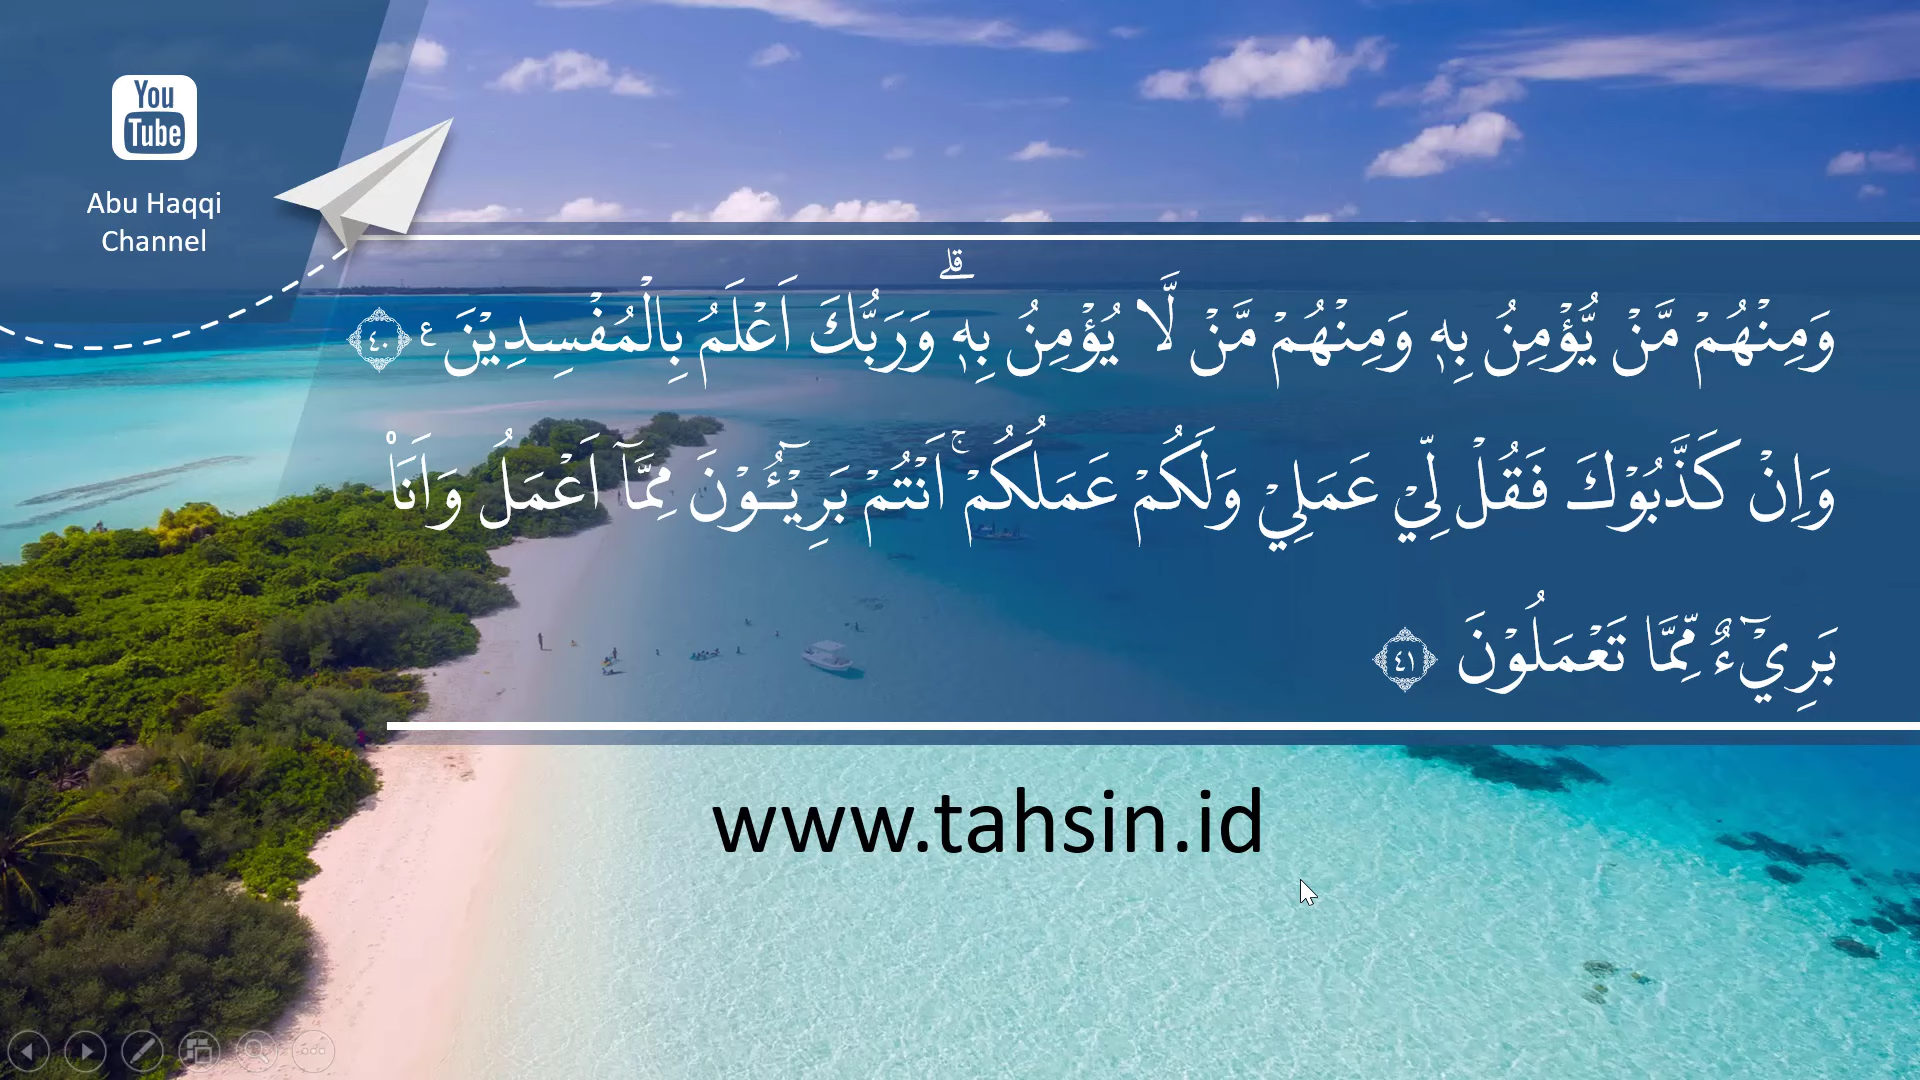 You
Tube
Abu Haqqi
Channel
وَمِنْهُمْ مَّنْ يُّؤْمِنُ بِهٖ وَمِنْهُمْ مَّنْ لَّا يُؤْمِنُ بِهٖ ۗوَرَبُّكَ اَعْلَمُ بِالْمُفْسِدِيْنَ ع ٤٠
وَاِنْ كَذَّبُوْكَ فَقُلْ لِّيْ عَمَلِيْ وَلَكُمْ عَمَلُكُمْۚ اَنْتُمْ بَرِيْۤـُٔوْنَ مِمَّآ اَعْمَلُ وَاَنَا۠
بَرِيْۤءٌ مِّمَّا تَعْمَلُوْنَ ٤١
www.tahsin.id